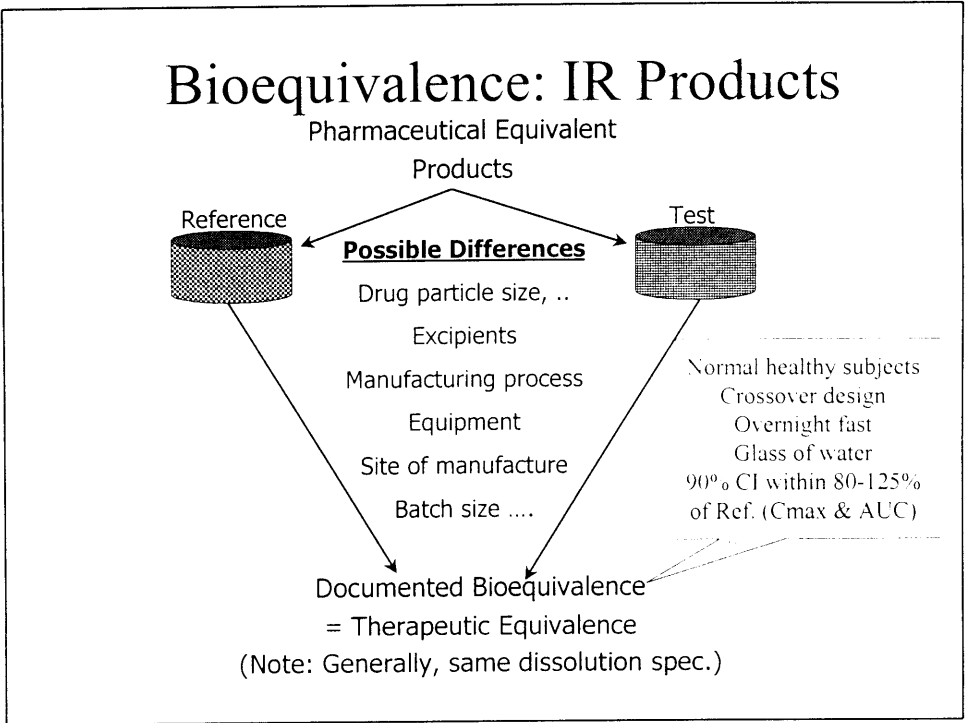 Bioequivalence: IR Products
Pharmaceutical Equivalent
Products
Reference
Test
Possible Differences
Drug particle size, ..
Excipients
Manufacturing process
Equipment
Site of manufacture
Batch size ....
Normal healthy subjects
Crossover design
Overnight fast
Glass of water
90% CI within 80-125%
of Ref. (Cmax & AUC)
Documented Bioequivalence
= Therapeutic Equivalence
(Note: Generally, same dissolution spec.)